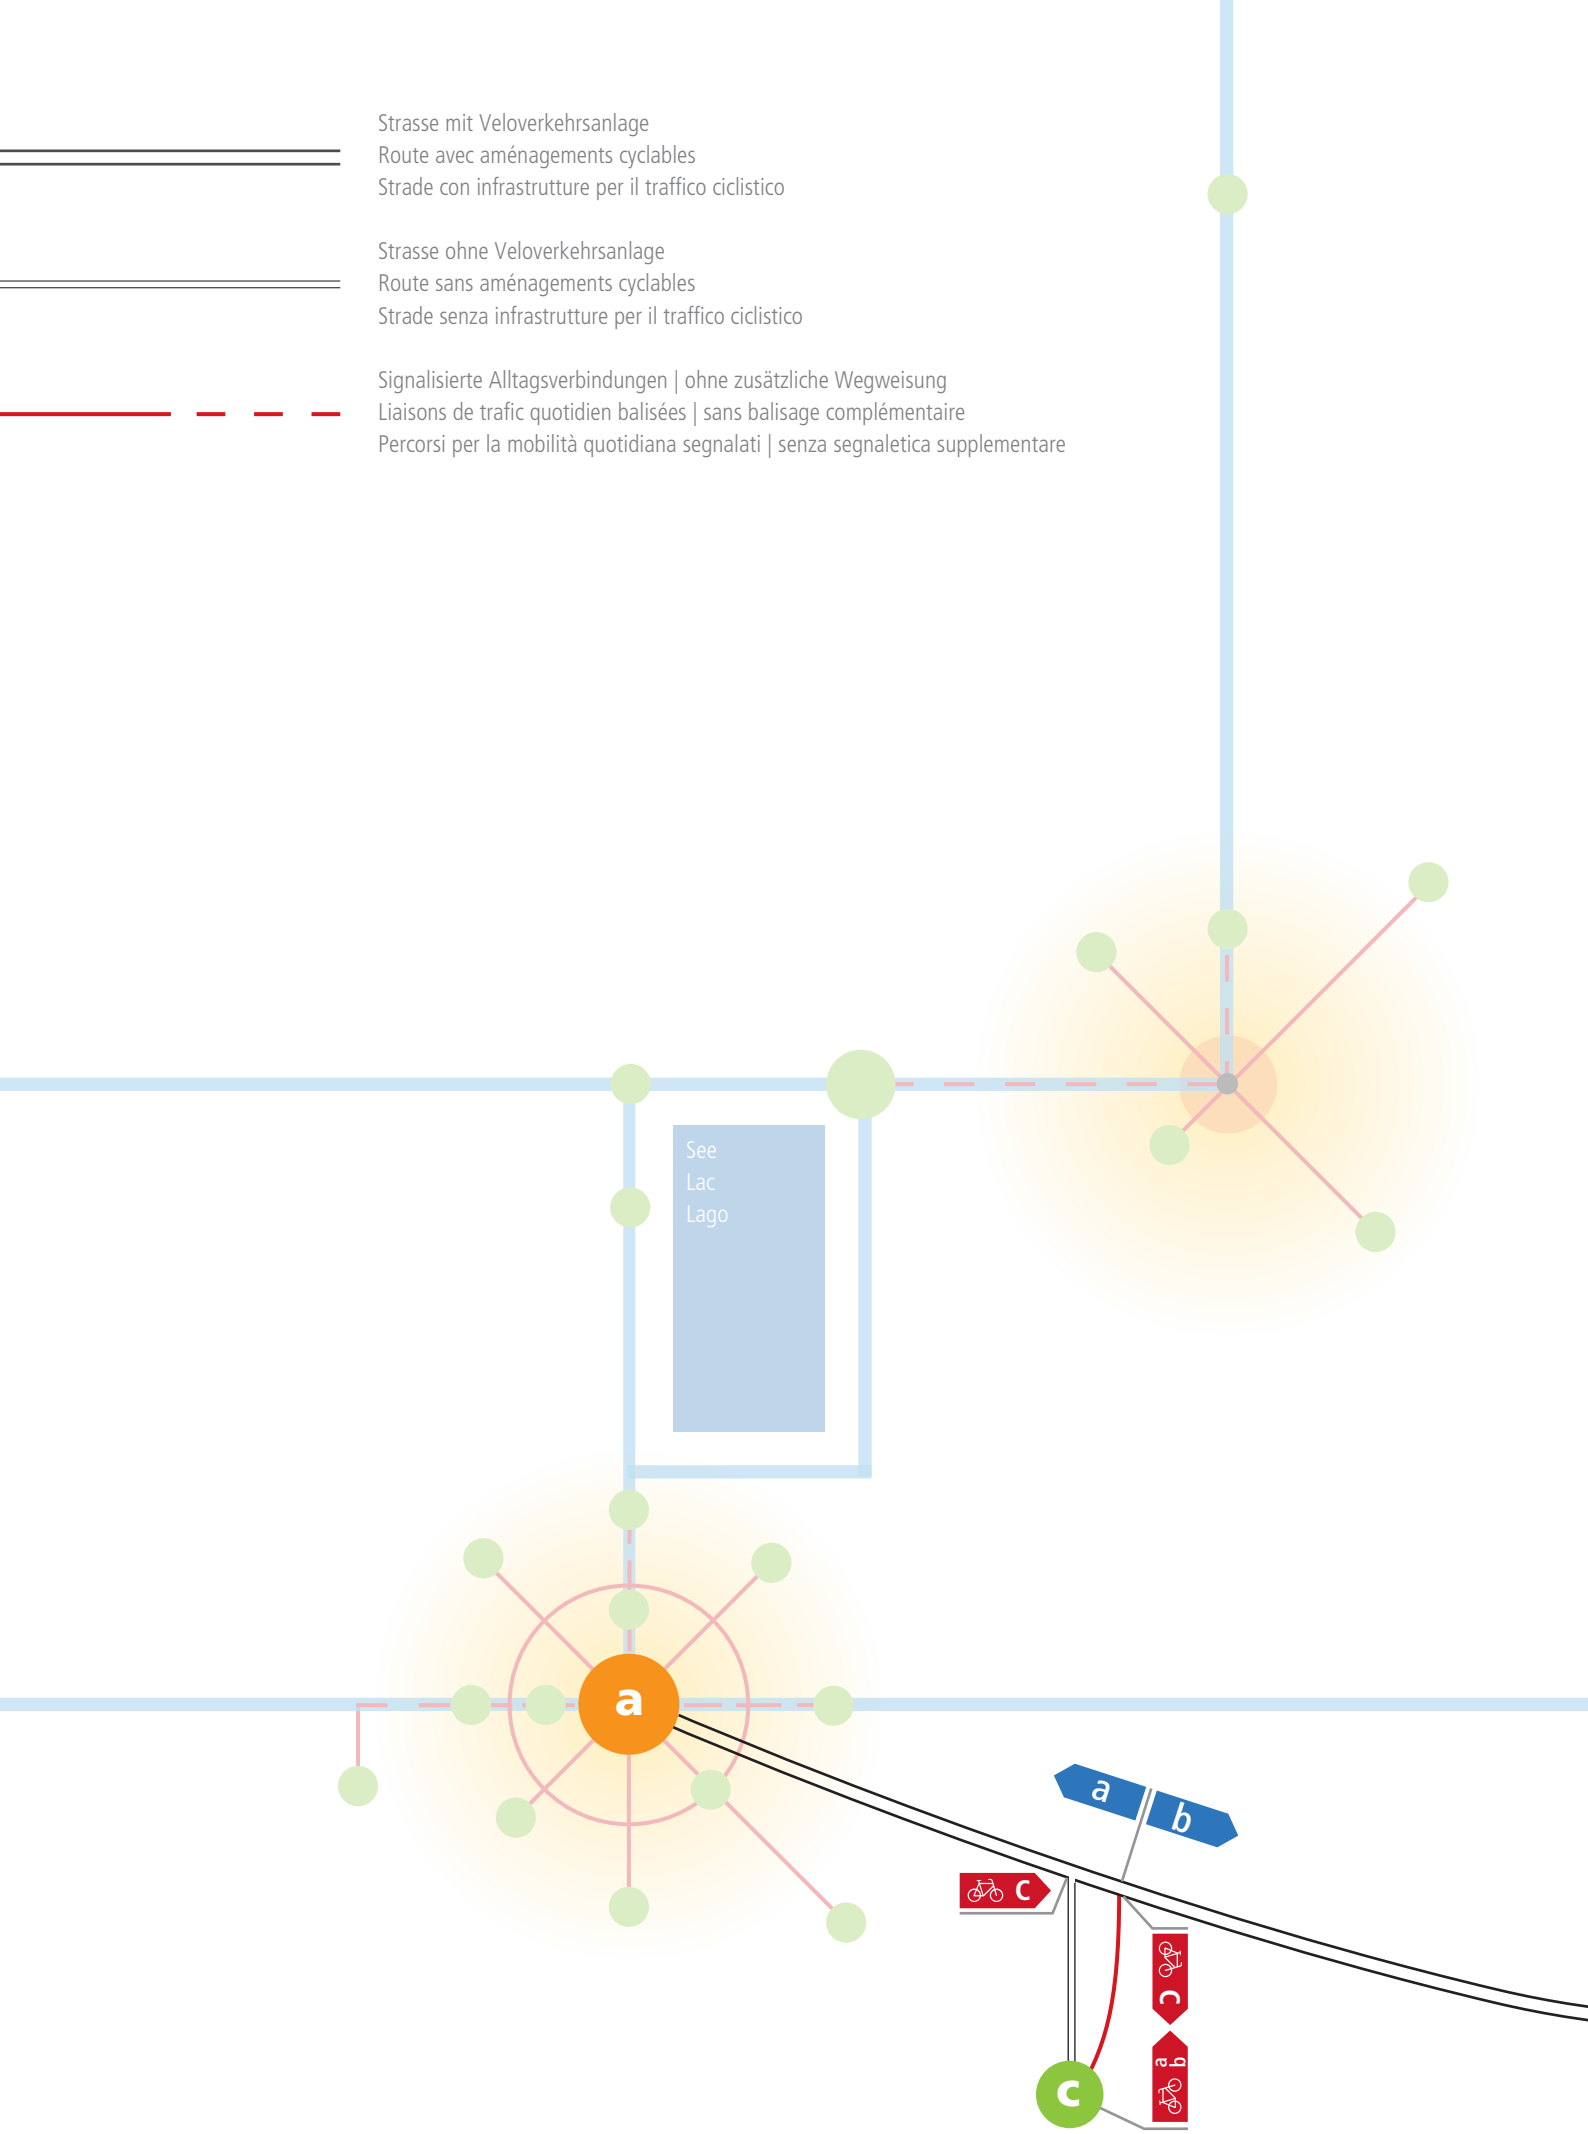 Strasse mit Veloverkehrsanlage
Route avec aménagements cyclables
Strade con infrastrutture per il traffico ciclistico
Strasse ohne Veloverkehrsanlage
Route sans aménagements cyclables
Strade senza infrastrutture per il traffico ciclistico
Signalisierte Alltagsverbindungen | ohne zusätzliche Wegweisung
Liaisons de trafic quotidien balisées | sans balisage complémentaire
Percorsi per la mobilità quotidiana segnalati | senza segnaletica supplementare
See
Lac
Lago
a
a
b
c
c
a
b
c